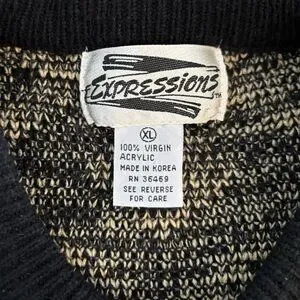 EXPRESSIONS TM
XL
100% VIRGIN
ACRYLIC
MADE IN KOREA
RN 36469
SEE REVERSE
FOR CARE